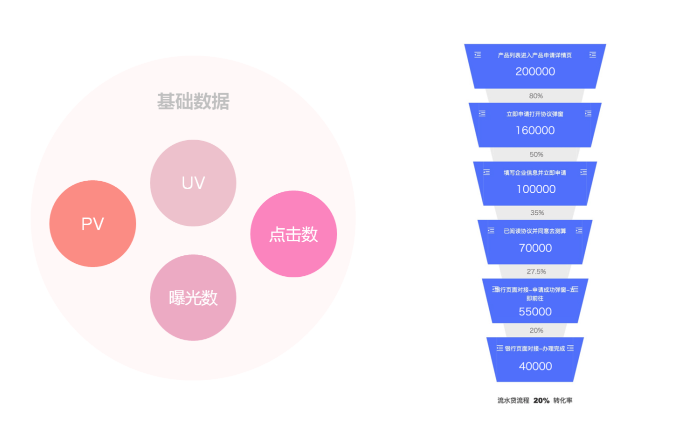 基础数据
UV
PV
点击数
曝光数
产品列表进入产品申请详情页
200000
80%
立即申请打开协议弹窗
160000
50%
填写企业信息并立即申请
100000
35%
已阅读协议并同意去测算
70000
27.5%
银行页面对接-申请成功弹窗-立
即前往
55000
20%
银行页面对接-办理完成
40000
流水贷流程 20% 转化率